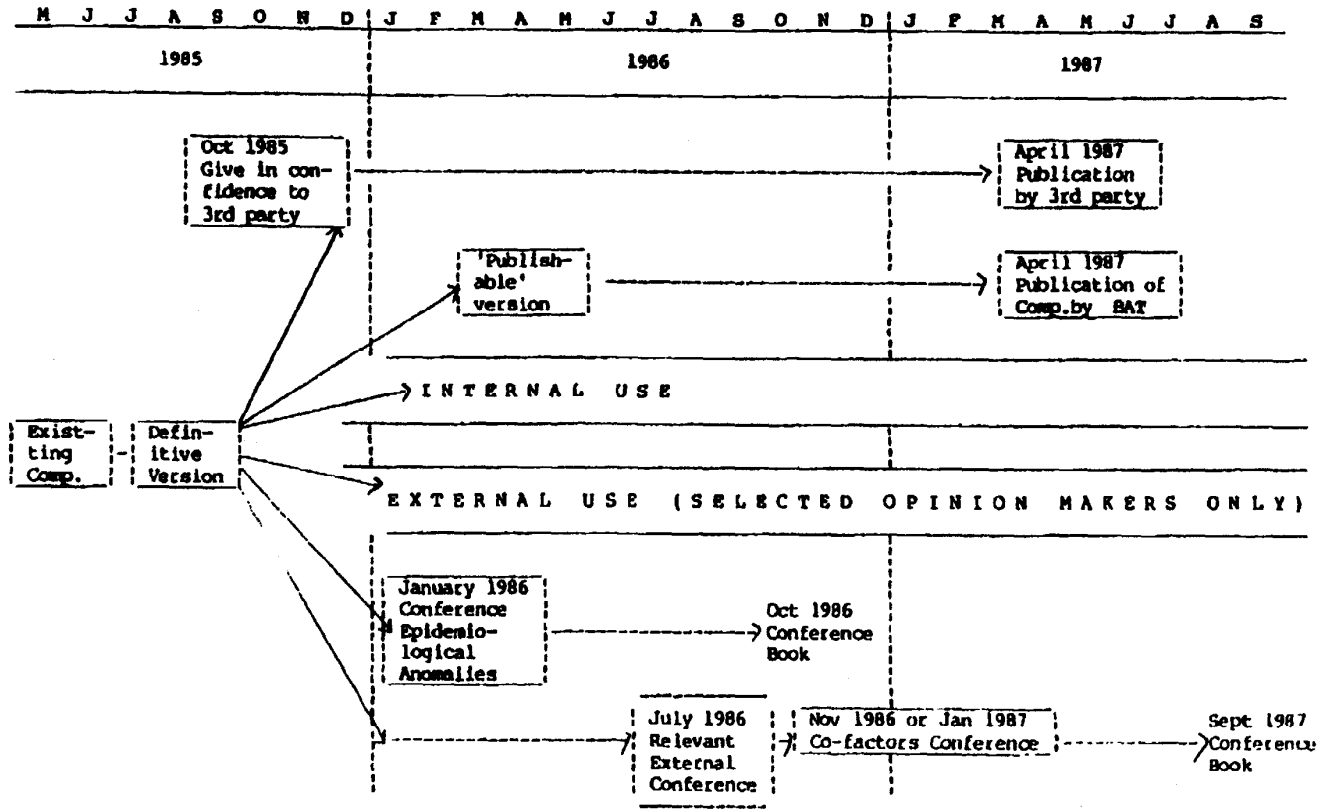 M J J A S O N D J F M A M J J A S O N D J F M A M J J A S
1985 1986 1987
Oct 1985
Give in con-
fidence to
3rd party
April 1987
Publication
by 3rd party
'Publish-
able'
version
April 1987
Publication of
Comp.by BAT
INTERNAL USE
Exist-
ting
Comp.
-
Defin-
itive
Version
EXTERNAL USE (SELECTED OPINION MAKERS ONLY)
January 1986
Conference
Epidemio-
logical
Anomalies
Oct 1986
Conference
Book
July 1986
Relevant
External
Conference
Nov 1986 or Jan 1987
Co-factors Conference
Sept 1987
Conference
Book